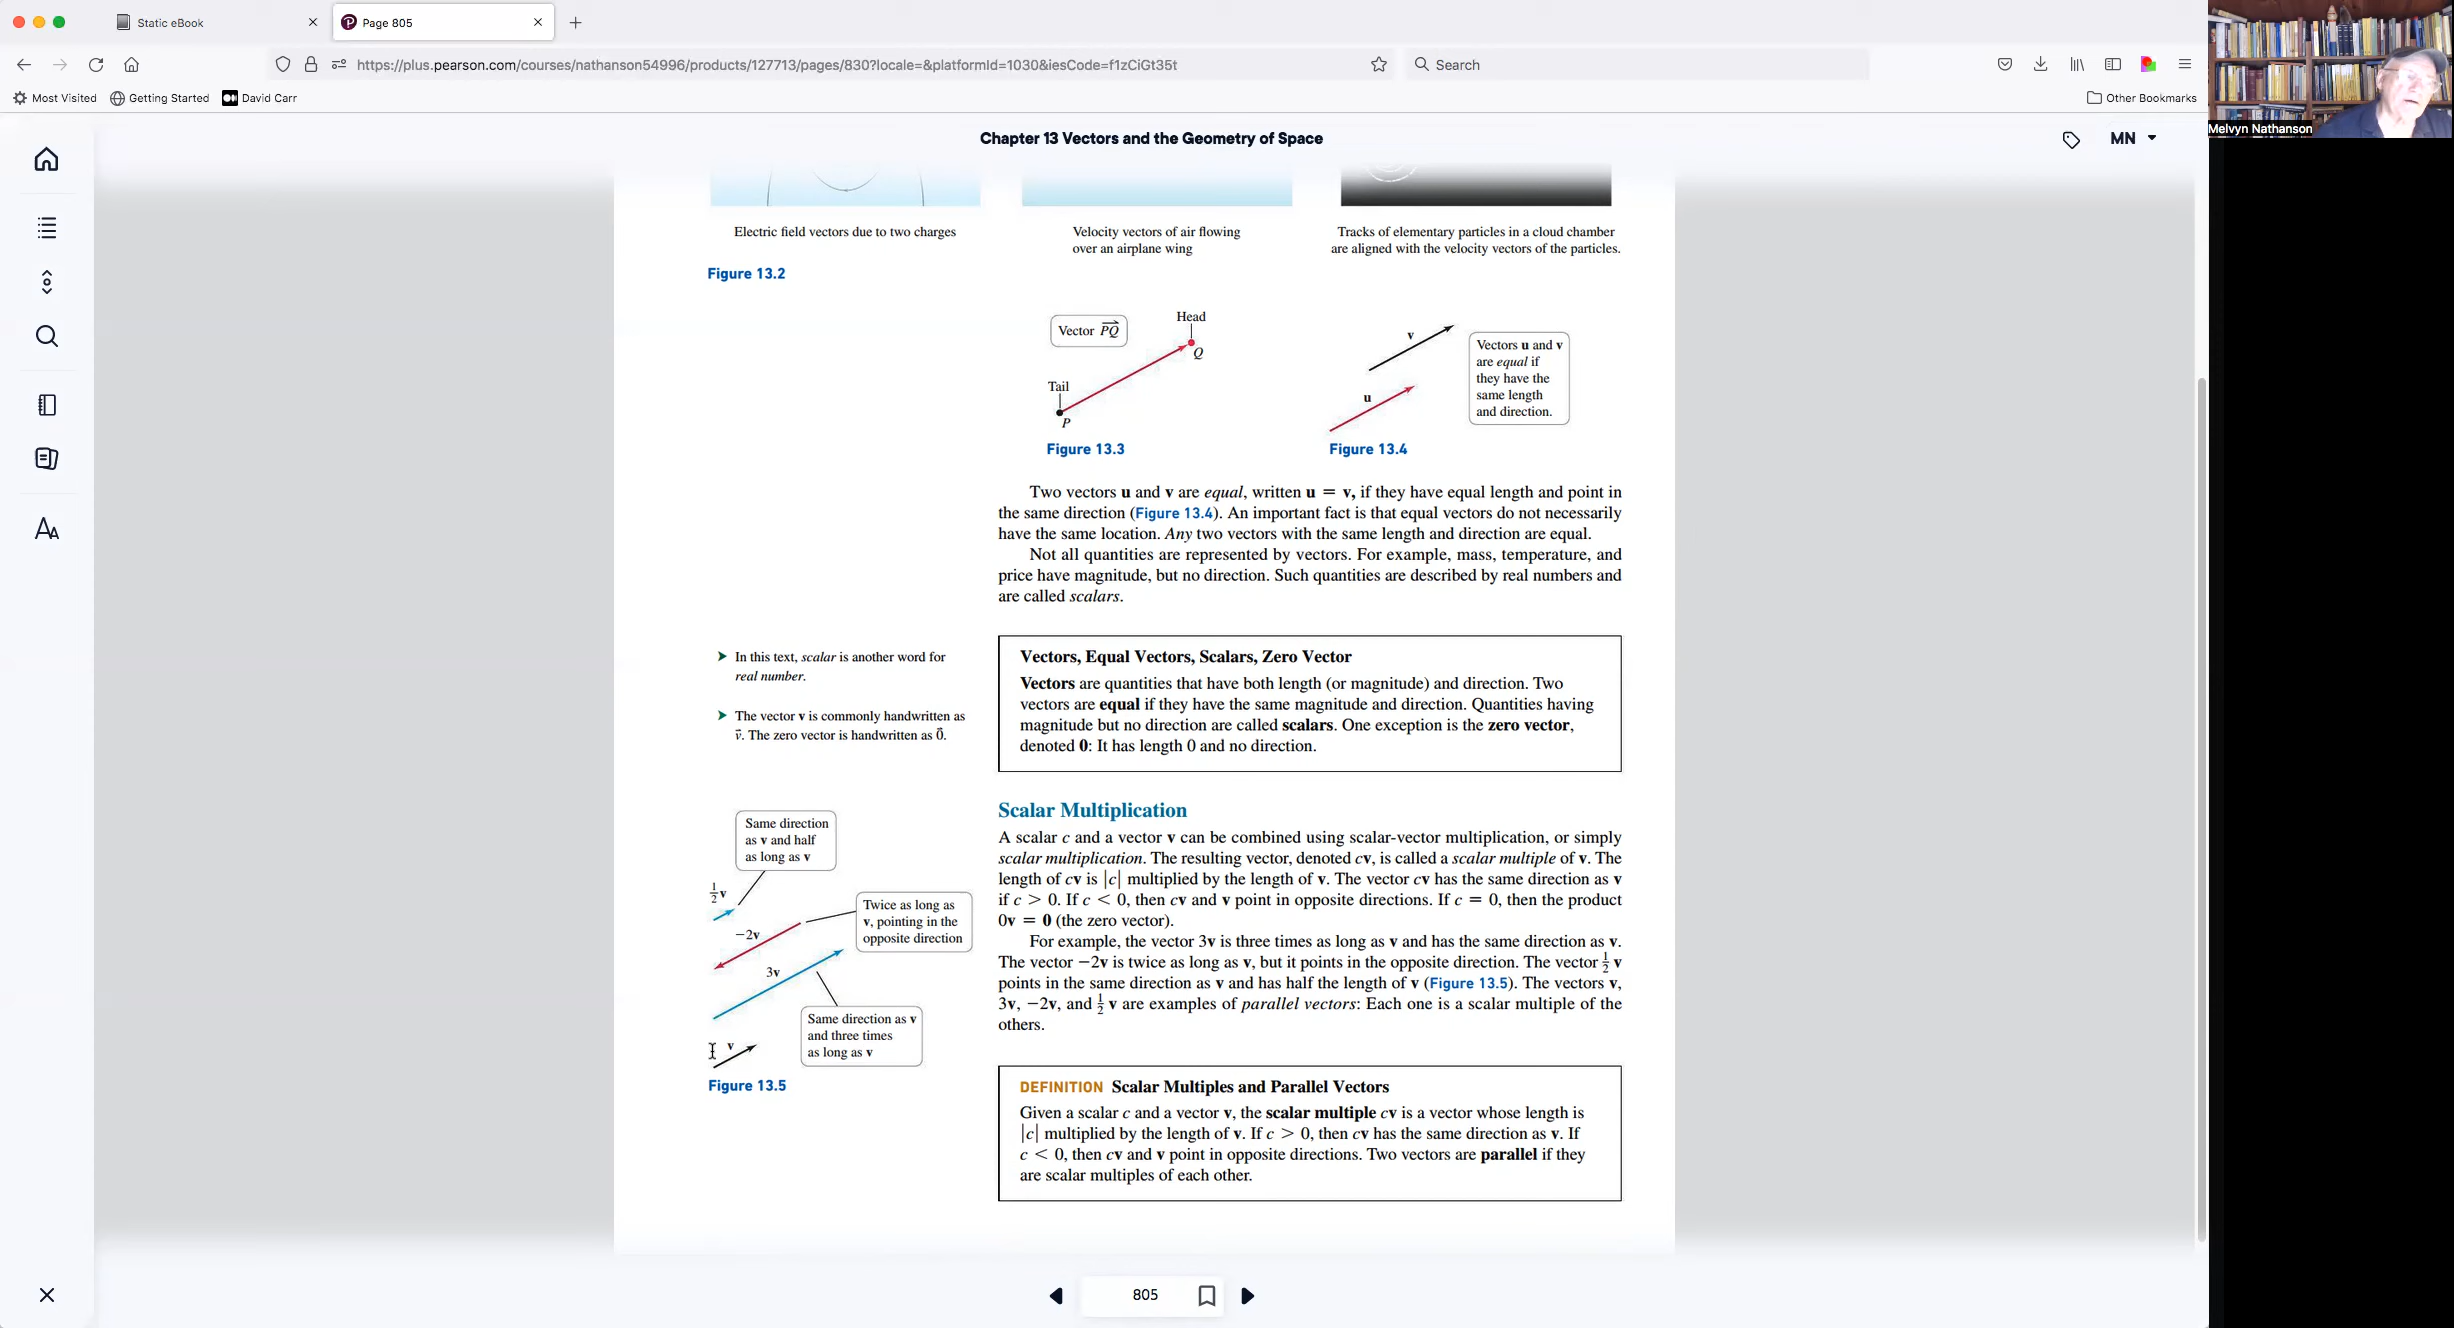 Static eBook
Page 805
https://plus.pearson.com/courses/nathanson54996/products/127713/pages/830?locale=&platformId=1030&iesCode=f1zCiGt35t
Search
Most Visited
Getting Started
David Carr
Other Bookmarks
Melvyn Nathanson
Chapter 13 Vectors and the Geometry of Space
MN
Electric field vectors due to two charges
Velocity vectors of air flowing
over an airplane wing
Tracks of elementary particles in a cloud chamber
are aligned with the velocity vectors of the particles.
Figure 13.2
Vector PQ⃗
Head
Q
Tail
P
Figure 13.3
v
u
Vectors u and v
are equal if
they have the
same length
and direction.
Figure 13.4
Two vectors u and v are equal, written u = v, if they have equal length and point in
the same direction (Figure 13.4). An important fact is that equal vectors do not necessarily
have the same location. Any two vectors with the same length and direction are equal.
Not all quantities are represented by vectors. For example, mass, temperature, and
price have magnitude, but no direction. Such quantities are described by real numbers and
are called scalars.
➤ In this text, scalar is another word for
real number.
➤ The vector v is commonly handwritten as
v⃗. The zero vector is handwritten as 0⃗.
Vectors, Equal Vectors, Scalars, Zero Vector
Vectors are quantities that have both length (or magnitude) and direction. Two
vectors are equal if they have the same magnitude and direction. Quantities having
magnitude but no direction are called scalars. One exception is the zero vector,
denoted 0: It has length 0 and no direction.
Same direction
as v and half
as long as v
½v
Twice as long as
v, pointing in the
opposite direction
−2v
3v
Same direction as v
and three times
as long as v
v
Figure 13.5
Scalar Multiplication
A scalar c and a vector v can be combined using scalar-vector multiplication, or simply
scalar multiplication. The resulting vector, denoted cv, is called a scalar multiple of v. The
length of cv is |c| multiplied by the length of v. The vector cv has the same direction as v
if c > 0. If c < 0, then cv and v point in opposite directions. If c = 0, then the product
0v = 0 (the zero vector).
For example, the vector 3v is three times as long as v and has the same direction as v.
The vector −2v is twice as long as v, but it points in the opposite direction. The vector ½ v
points in the same direction as v and has half the length of v (Figure 13.5). The vectors v,
3v, −2v, and ½ v are examples of parallel vectors: Each one is a scalar multiple of the
others.
DEFINITION Scalar Multiples and Parallel Vectors
Given a scalar c and a vector v, the scalar multiple cv is a vector whose length is
|c| multiplied by the length of v. If c > 0, then cv has the same direction as v. If
c < 0, then cv and v point in opposite directions. Two vectors are parallel if they
are scalar multiples of each other.
805